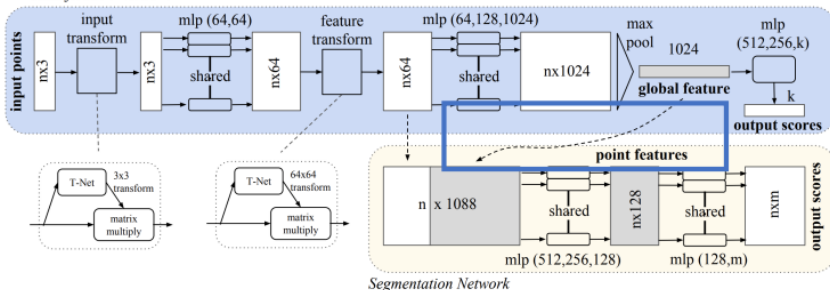 input points
nx3
input transform
nx3
mlp (64,64)
shared
nx64
feature transform
nx64
mlp (64,128,1024)
shared
nx1024
max pool
1024
global feature
mlp (512,256,k)
k
output scores
T-Net
3x3 transform
matrix multiply
T-Net
64x64 transform
matrix multiply
point features
n x 1088
shared
mlp (512,256,128)
nx128
shared
mlp (128,m)
nxm
output scores
Segmentation Network